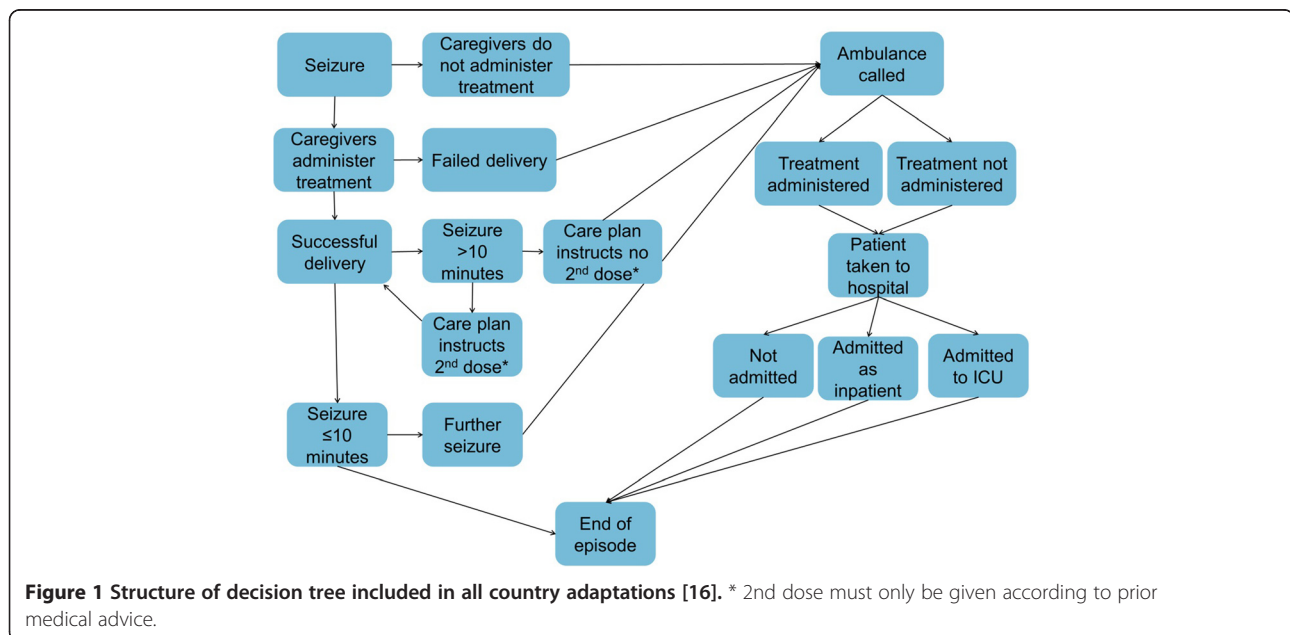 Seizure
Caregivers do
not administer
treatment
Ambulance
called
Caregivers
administer
treatment
Failed delivery
Treatment
administered
Treatment not
administered
Successful
delivery
Seizure
>10
minutes
Care plan
instructs no
2nd dose*
Patient
taken to
hospital
Care plan
instructs
2nd dose*
Not
admitted
Admitted
as
inpatient
Admitted
to ICU
Seizure
≤10
minutes
Further
seizure
End of
episode
Figure 1 Structure of decision tree included in all country adaptations [16]. * 2nd dose must only be given according to prior
medical advice.